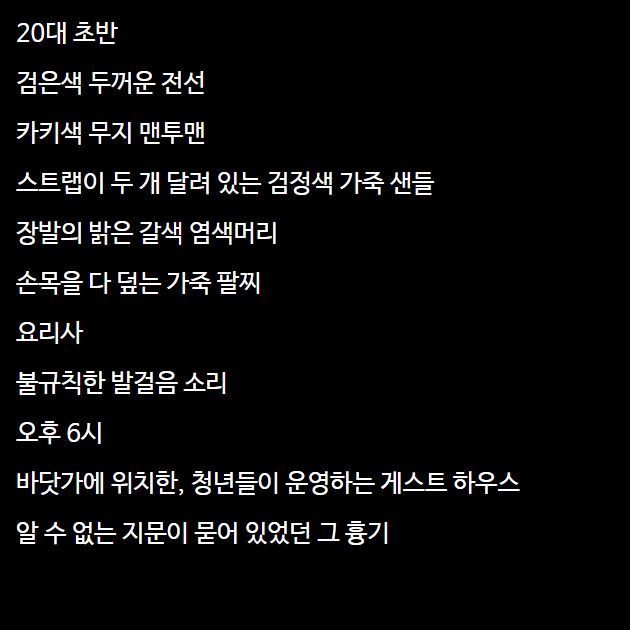 20대 초반
검은색 두꺼운 전선
카키색 무지 맨투맨
스트랩이 두 개 달려 있는 검정색 가죽 샌들
장발의 밝은 갈색 염색머리
손목을 다 덮는 가죽 팔찌
요리사
불규칙한 발걸음 소리
오후 6시
바닷가에 위치한, 청년들이 운영하는 게스트 하우스
알 수 없는 지문이 묻어 있었던 그 흉기